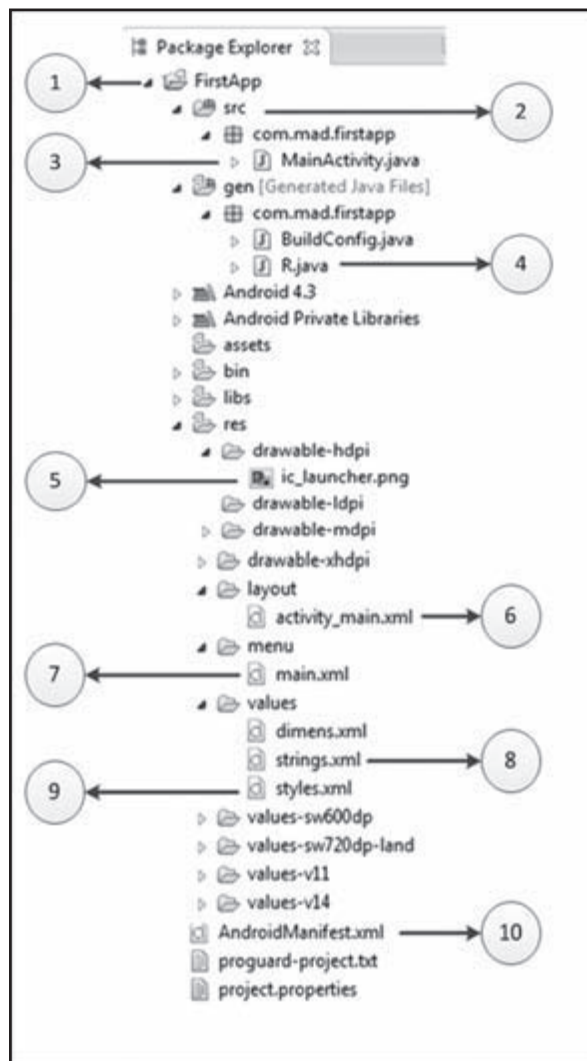 Package Explorer
1 FirstApp
src 2
com.mad.firstapp
3 MainActivity.java
gen [Generated Java Files]
com.mad.firstapp
BuildConfig.java
R.java 4
Android 4.3
Android Private Libraries
assets
bin
libs
res
drawable-hdpi
5 ic_launcher.png
drawable-ldpi
drawable-mdpi
drawable-xhdpi
layout
activity_main.xml 6
menu
7 main.xml
values
dimens.xml
strings.xml 8
9 styles.xml
values-sw600dp
values-sw720dp-land
values-v11
values-v14
AndroidManifest.xml 10
proguard-project.txt
project.properties